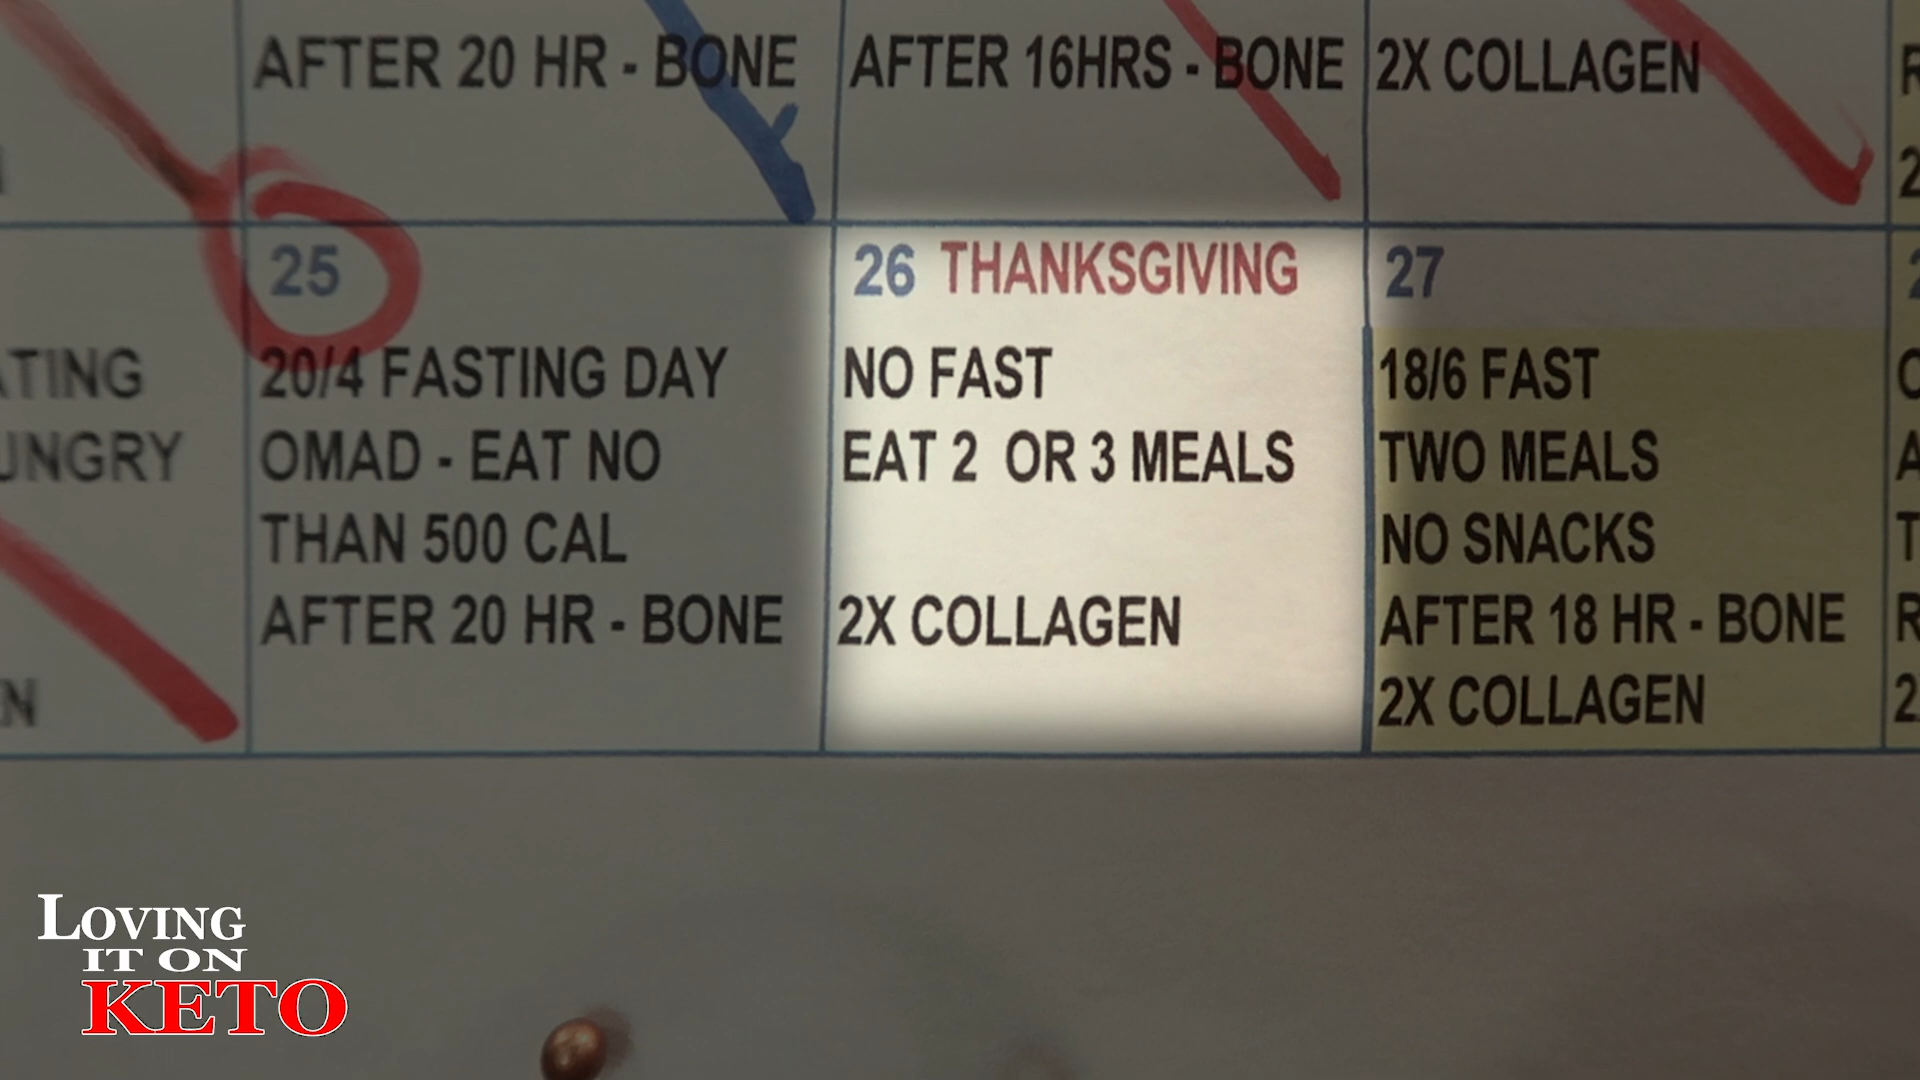 AFTER 20 HR - BONE
AFTER 16HRS - BONE
2X COLLAGEN
25
20/4 FASTING DAY
OMAD - EAT NO
THAN 500 CAL
AFTER 20 HR - BONE
26 THANKSGIVING
NO FAST
EAT 2 OR 3 MEALS
2X COLLAGEN
27
18/6 FAST
TWO MEALS
NO SNACKS
AFTER 18 HR - BONE
2X COLLAGEN
LOVING
IT ON
KETO